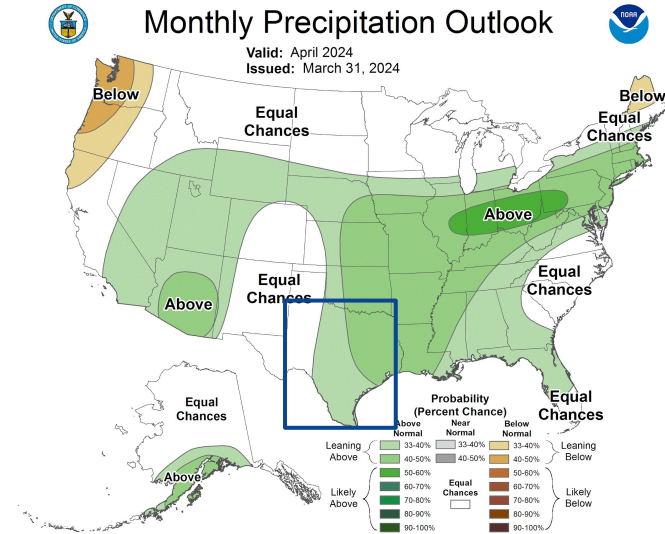 Monthly Precipitation Outlook
NOAA
Valid: April 2024
Issued: March 31, 2024
Below
Equal
Chances
Below
Equal
Chances
Above
Equal
Chances
Above
Equal
Chances
Equal
Chances
Equal
Chances
Above
Probability
(Percent Chance)
Above
Normal
Near
Normal
Below
Normal
Leaning
Above
33-40%
40-50%
50-60%
60-70%
70-80%
80-90%
90-100%
Likely
Above
33-40%
40-50%
Equal
Chances
33-40%
40-50%
50-60%
60-70%
70-80%
80-90%
90-100%
Leaning
Below
Likely
Below